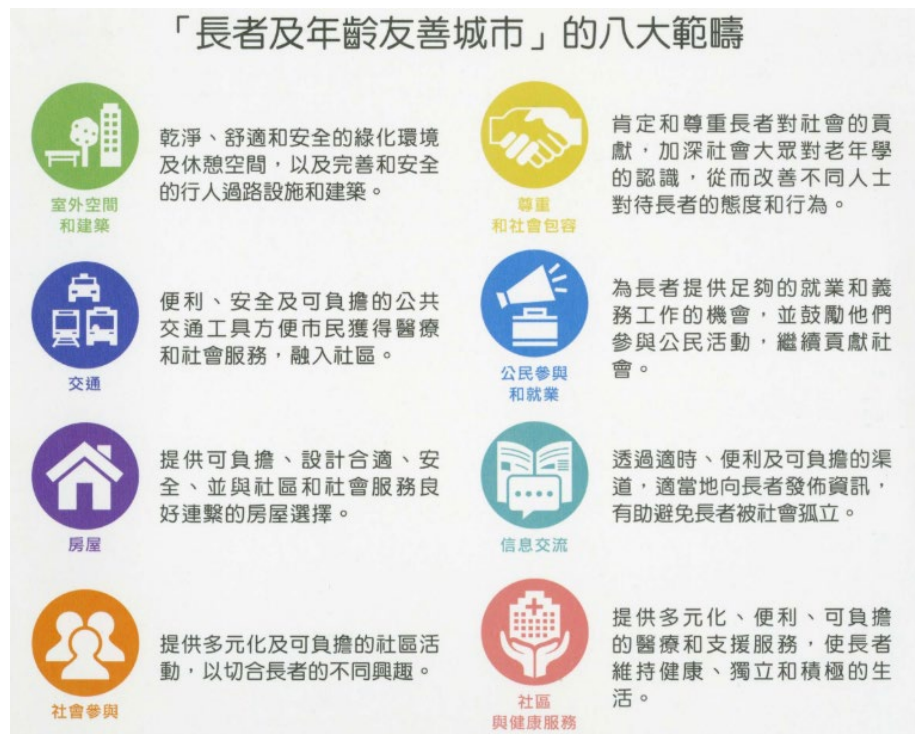 「長者及年齡友善城市」的八大範疇
室外空間
和建築
乾淨、舒適和安全的綠化環境
及休憩空間，以及完善和安全
的行人過路設施和建築。
交通
便利、安全及可負擔的公共
交通工具方便市民獲得醫療
和社會服務，融入社區。
房屋
提供可負擔、設計合適、安
全、並與社區和社會服務良
好連繫的房屋選擇。
社會參與
提供多元化及可負擔的社區活
動，以切合長者的不同興趣。
尊重
和社會包容
肯定和尊重長者對社會的貢
獻，加深社會大眾對老年學
的認識，從而改善不同人士
對待長者的態度和行為。
公民參與
和就業
為長者提供足夠的就業和義
務工作的機會，並鼓勵他們
參與公民活動，繼續貢獻社
會。
信息交流
透過適時、便利及可負擔的渠
道，適當地向長者發佈資訊，
有助避免長者被社會孤立。
社區
與健康服務
提供多元化、便利、可負擔
的醫療和支援服務，使長者
維持健康、獨立和積極的生
活。